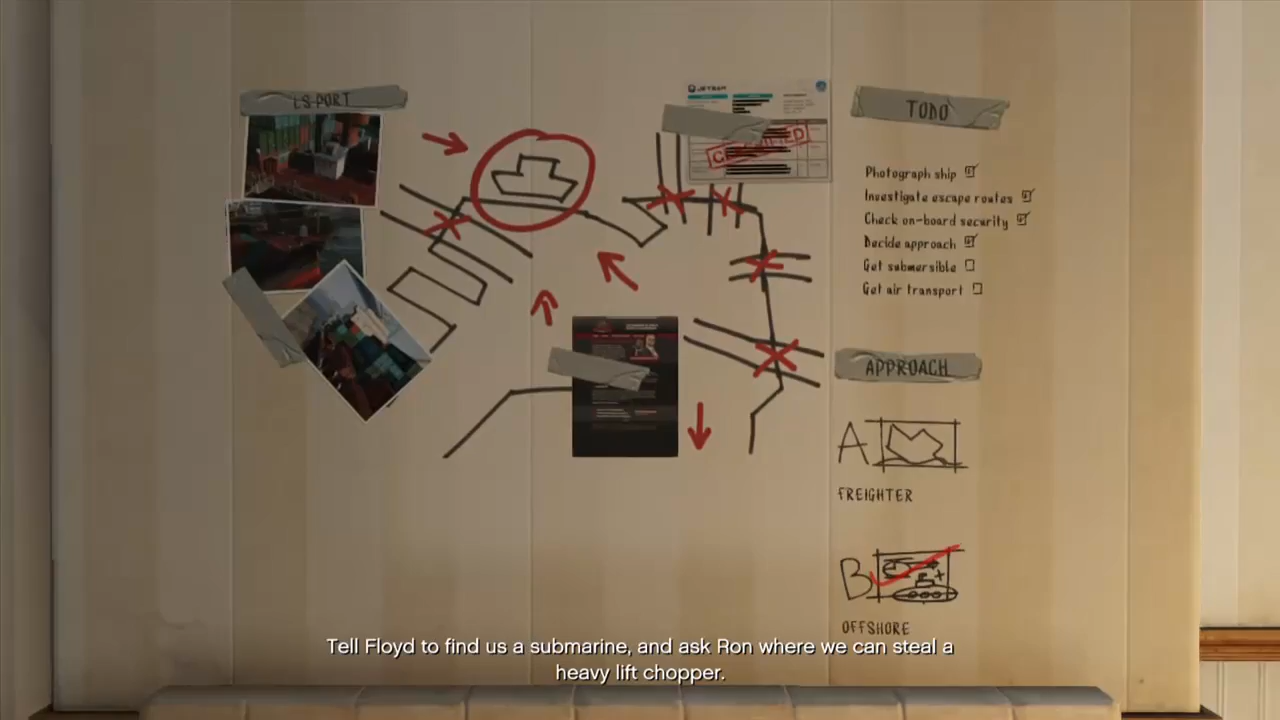 LS PORT
JETSAM
CLASSIFIED
TODO
Photograph ship
Investigate escape routes
Check on-board security
Decide approach
Get submersible
Get air transport
APPROACH
A
FREIGHTER
B
OFFSHORE
Tell Floyd to find us a submarine, and ask Ron where we can steal a
heavy lift chopper.